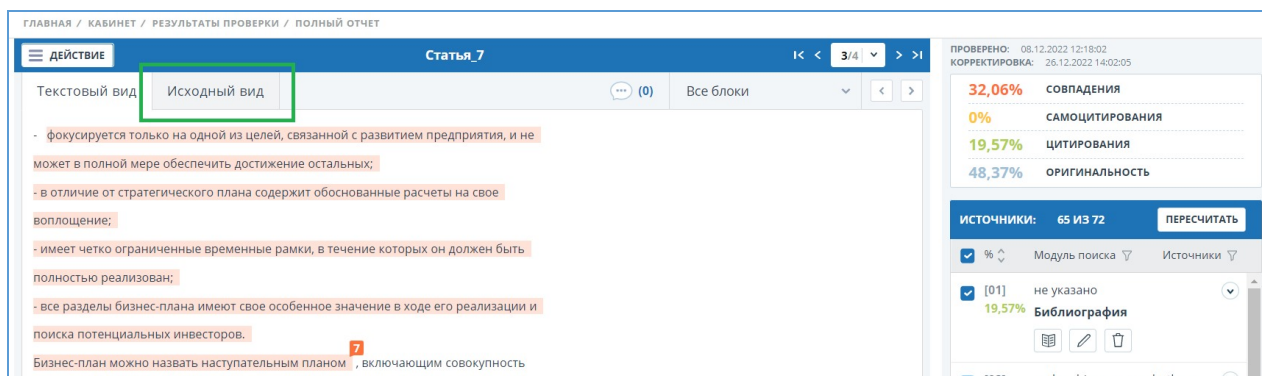 ГЛАВНАЯ / КАБИНЕТ / РЕЗУЛЬТАТЫ ПРОВЕРКИ / ПОЛНЫЙ ОТЧЕТ
ДЕЙСТВИЕ
Статья_7
3/4
Текстовый вид
Исходный вид
(0)
Все блоки
- фокусируется только на одной из целей, связанной с развитием предприятия, и не
может в полной мере обеспечить достижение остальных;
- в отличие от стратегического плана содержит обоснованные расчеты на свое
воплощение;
- имеет четко ограниченные временные рамки, в течение которых он должен быть
полностью реализован;
- все разделы бизнес-плана имеют свое особенное значение в ходе его реализации и
поиска потенциальных инвесторов.
7
Бизнес-план можно назвать наступательным планом , включающим совокупность
ПРОВЕРЕНО: 08.12.2022 12:18:02
КОРРЕКТИРОВКА: 26.12.2022 14:02:05
32,06% СОВПАДЕНИЯ
0% САМОЦИТИРОВАНИЯ
19,57% ЦИТИРОВАНИЯ
48,37% ОРИГИНАЛЬНОСТЬ
ИСТОЧНИКИ: 65 ИЗ 72
ПЕРЕСЧИТАТЬ
% Модуль поиска Источники
[01] не указано
19,57% Библиография